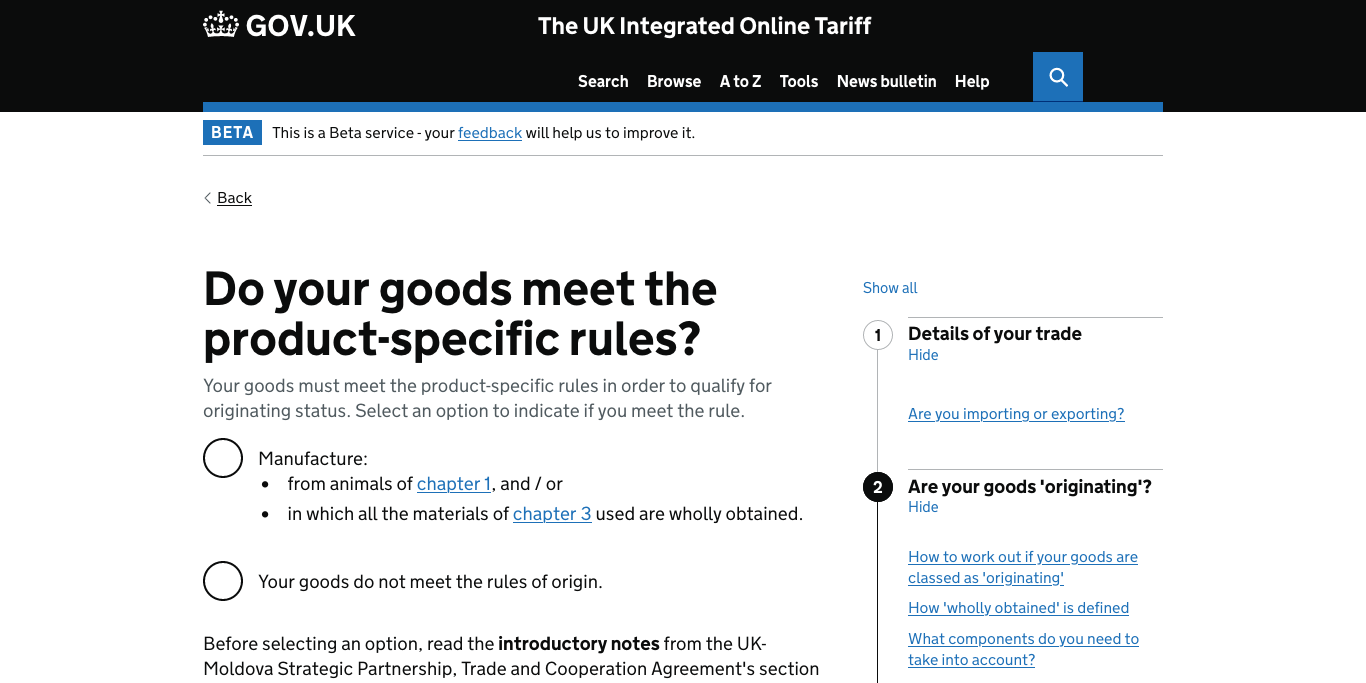 GOV.UK
The UK Integrated Online Tariff
Search Browse A to Z Tools News bulletin Help
BETA This is a Beta service - your feedback will help us to improve it.
Back
Do your goods meet the
product-specific rules?
Your goods must meet the product-specific rules in order to qualify for
originating status. Select an option to indicate if you meet the rule.
Manufacture:
• from animals of chapter 1, and / or
• in which all the materials of chapter 3 used are wholly obtained.
Your goods do not meet the rules of origin.
Before selecting an option, read the introductory notes from the UK-
Moldova Strategic Partnership, Trade and Cooperation Agreement's section
Show all
1 Details of your trade
Hide
Are you importing or exporting?
2 Are your goods 'originating'?
Hide
How to work out if your goods are
classed as 'originating'
How 'wholly obtained' is defined
What components do you need to
take into account?